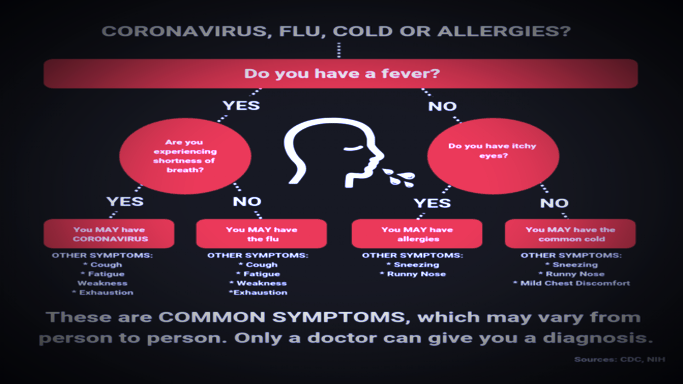 CORONAVIRUS, FLU, COLD OR ALLERGIES?
Do you have a fever?
YES
NO
Are you
experiencing
shortness of
breath?
Do you have itchy
eyes?
YES
NO
YES
NO
You MAY have
CORONAVIRUS
You MAY have
the flu
You MAY have
allergies
You MAY have the
common cold
OTHER SYMPTOMS:
* Cough
* Fatigue
Weakness
* Exhaustion
OTHER SYMPTOMS:
* Cough
* Fatigue
* Weakness
*Exhaustion
OTHER SYMPTOMS:
* Sneezing
* Runny Nose
OTHER SYMPTOMS:
* Sneezing
* Runny Nose
* Mild Chest Discomfort
These are COMMON SYMPTOMS, which may vary from
person to person. Only a doctor can give you a diagnosis.
Sources: CDC, NIH